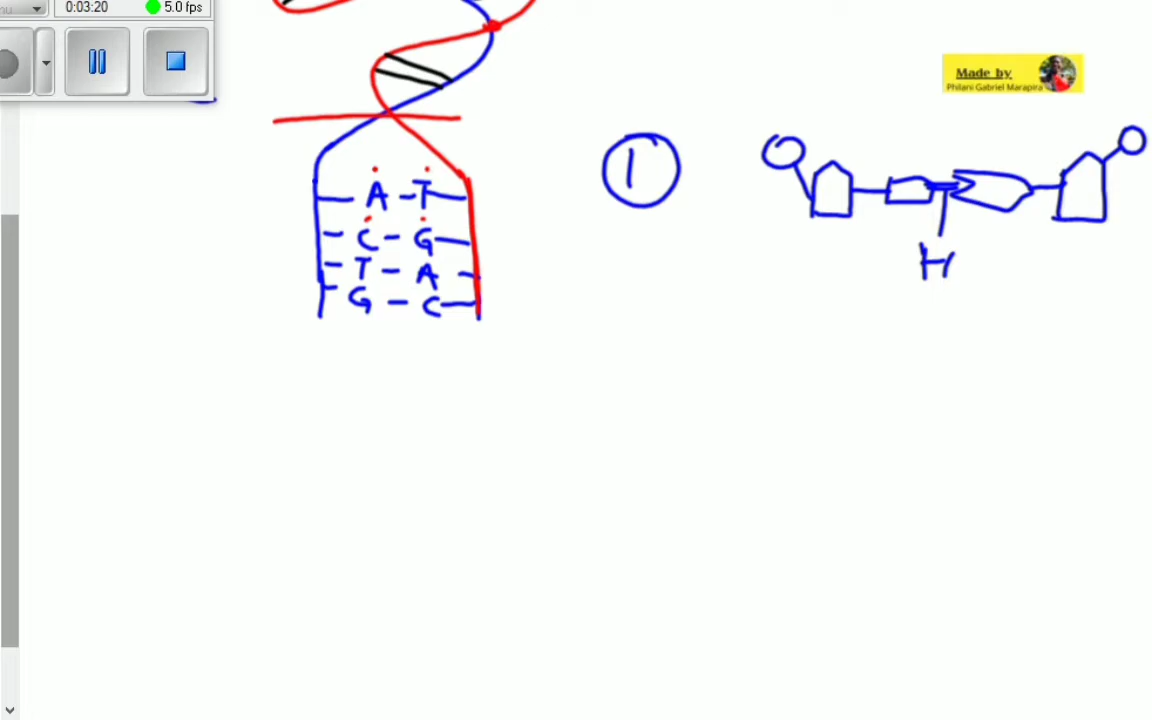 0:03:20 5.0 fps
Made by
Philani Gabriel Marapira
1
A - T
C - G
T - A
G - C
H